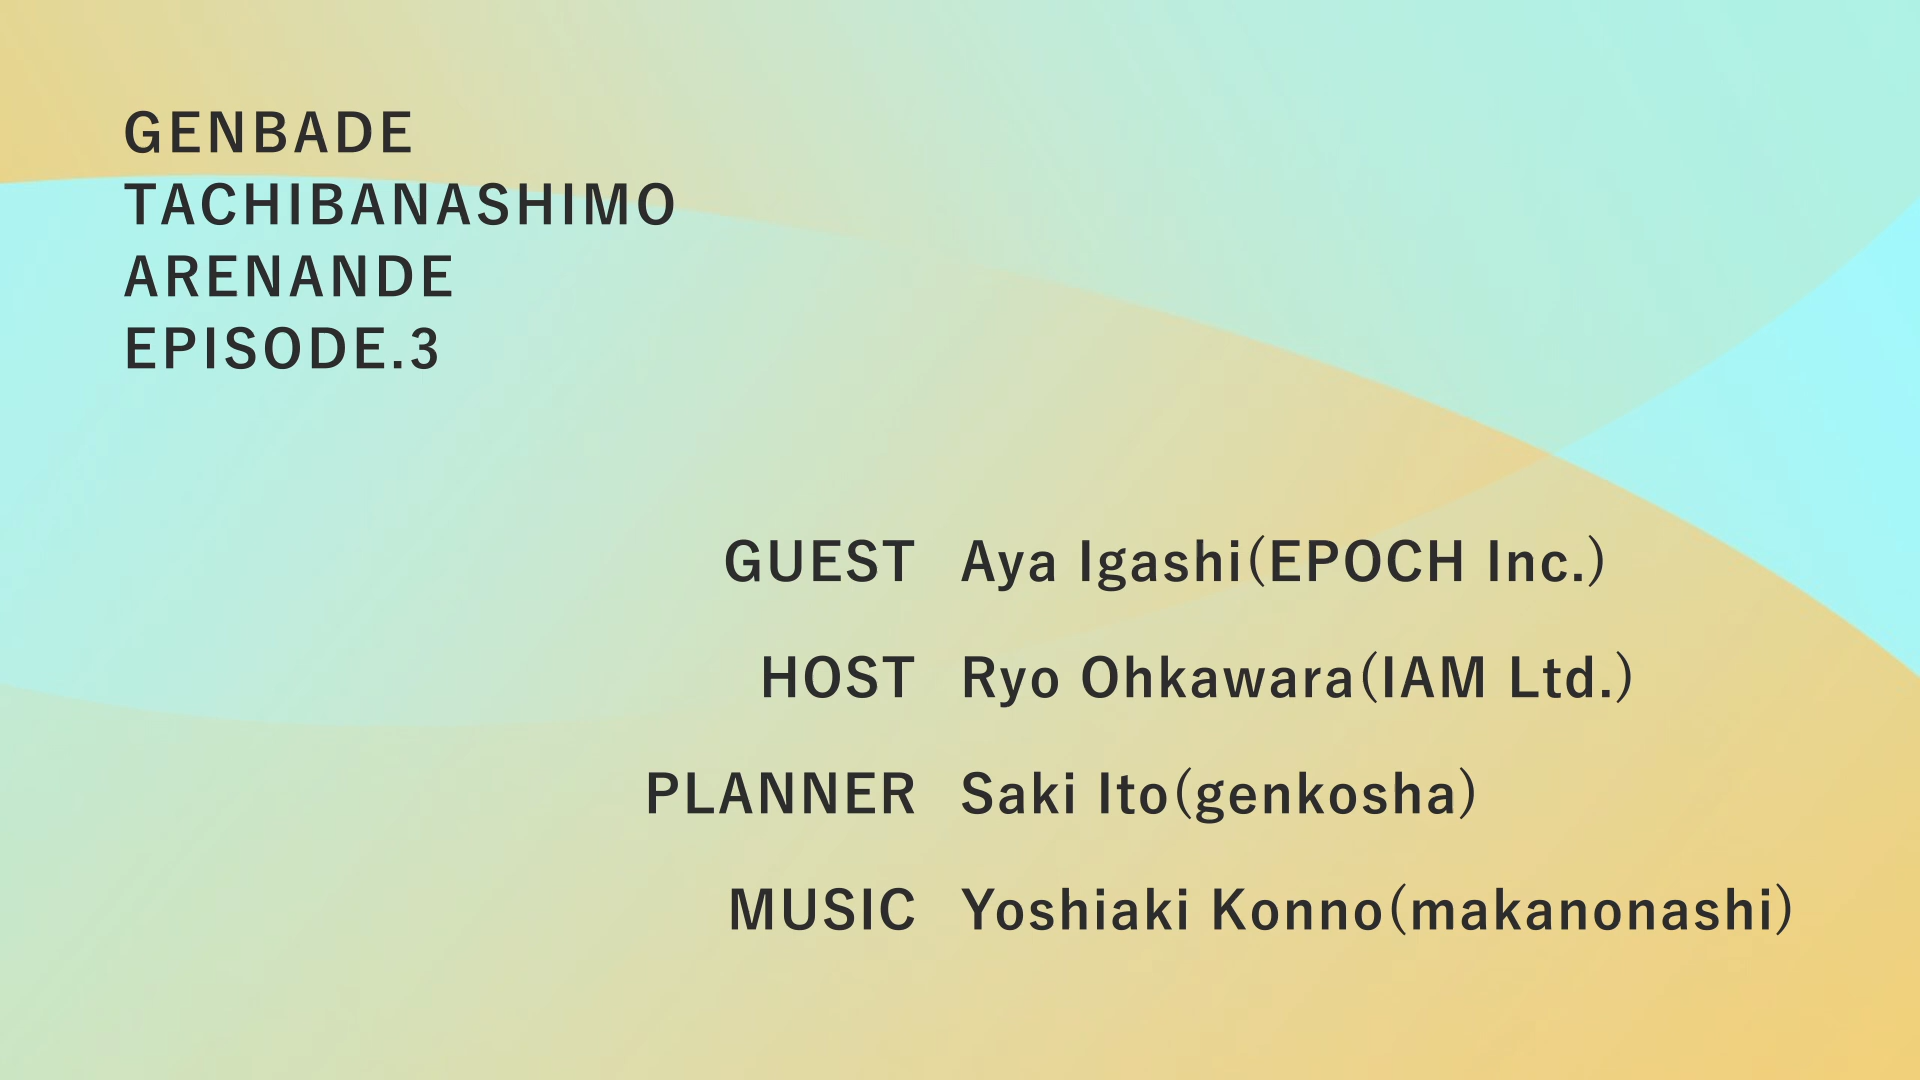 GENBADE
TACHIBANASHIMO
ARENANDE
EPISODE.3
GUEST Aya Igashi(EPOCH Inc.)
HOST Ryo Ohkawara(IAM Ltd.)
PLANNER Saki Ito(genkosha)
MUSIC Yoshiaki Konno(makanonashi)